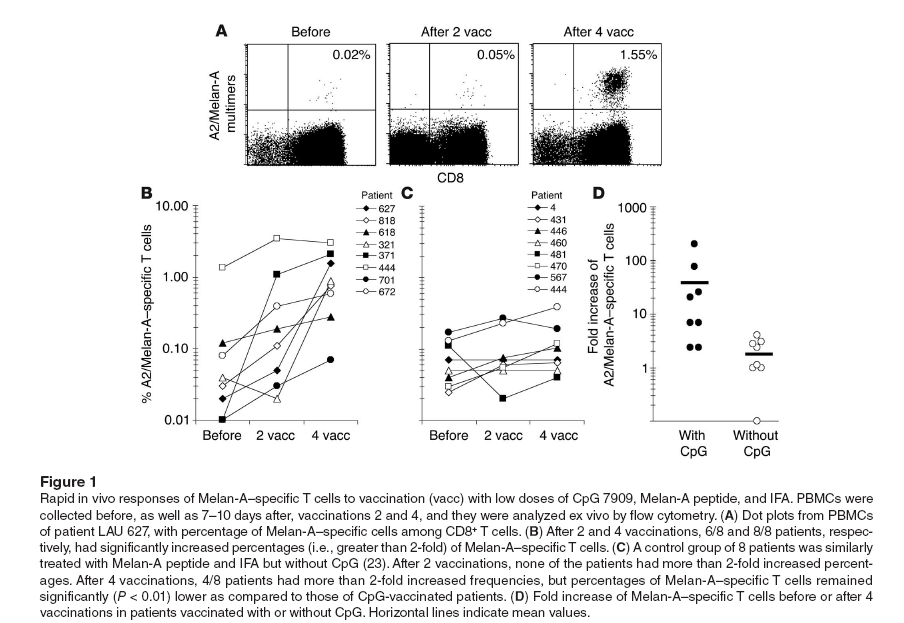 A
Before
After 2 vacc
After 4 vacc
0.02%
0.05%
1.55%
A2/Melan-A
multimers
CD8
B
% A2/Melan-A–specific T cells
10.00
1.00
0.10
0.01
Before
2 vacc
4 vacc
Patient
627
818
618
321
371
444
701
672
C
Patient
4
431
446
460
481
470
567
444
Before
2 vacc
4 vacc
D
Fold increase of
A2/Melan-A–specific T cells
1000
100
10
1
With
CpG
Without
CpG
Figure 1
Rapid in vivo responses of Melan-A–specific T cells to vaccination (vacc) with low doses of CpG 7909, Melan-A peptide, and IFA. PBMCs were
collected before, as well as 7–10 days after, vaccinations 2 and 4, and they were analyzed ex vivo by flow cytometry. (A) Dot plots from PBMCs
of patient LAU 627, with percentage of Melan-A–specific cells among CD8+ T cells. (B) After 2 and 4 vaccinations, 6/8 and 8/8 patients, respec-
tively, had significantly increased percentages (i.e., greater than 2-fold) of Melan-A–specific T cells. (C) A control group of 8 patients was similarly
treated with Melan-A peptide and IFA but without CpG (23). After 2 vaccinations, none of the patients had more than 2-fold increased percent-
ages. After 4 vaccinations, 4/8 patients had more than 2-fold increased frequencies, but percentages of Melan-A–specific T cells remained
significantly (P < 0.01) lower as compared to those of CpG-vaccinated patients. (D) Fold increase of Melan-A–specific T cells before or after 4
vaccinations in patients vaccinated with or without CpG. Horizontal lines indicate mean values.